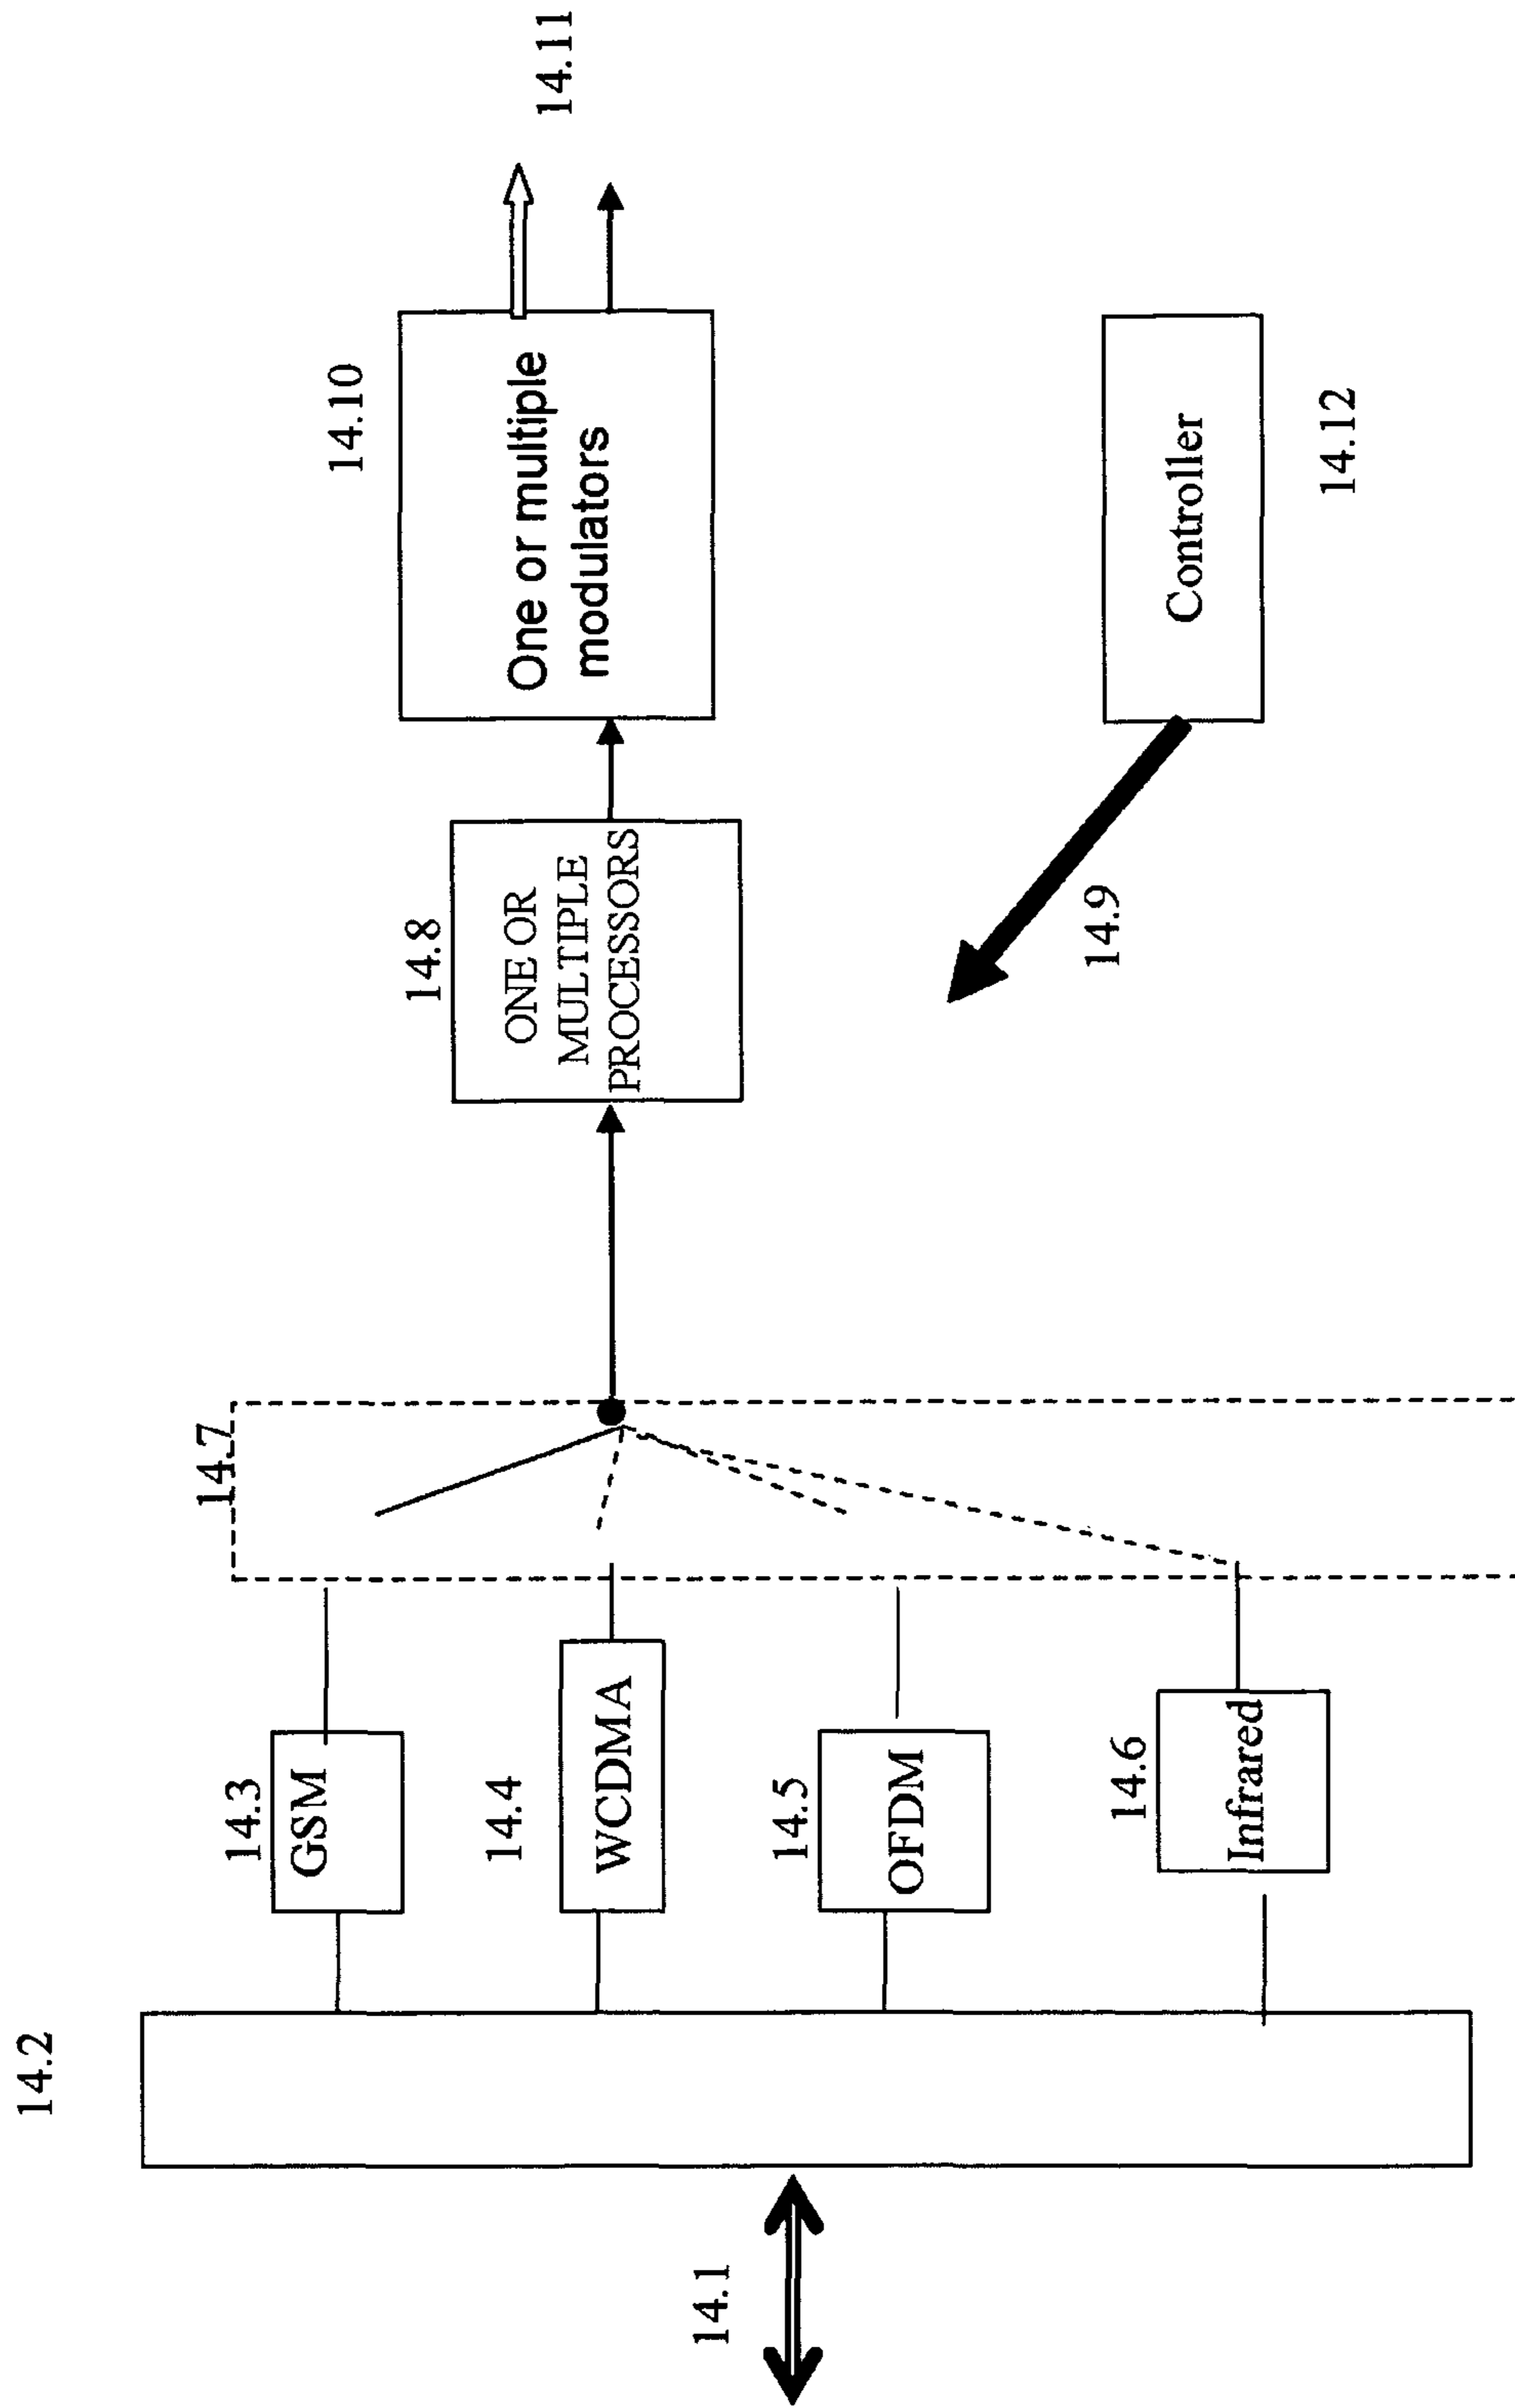 14.1
14.2
14.3
GSM
14.4
WCDMA
14.5
OFDM
14.6
Infrared
14.7
14.8
ONE OR
MULTIPLE
PROCESSORS
14.9
14.10
One or multiple
modulators
14.11
Controller
14.12